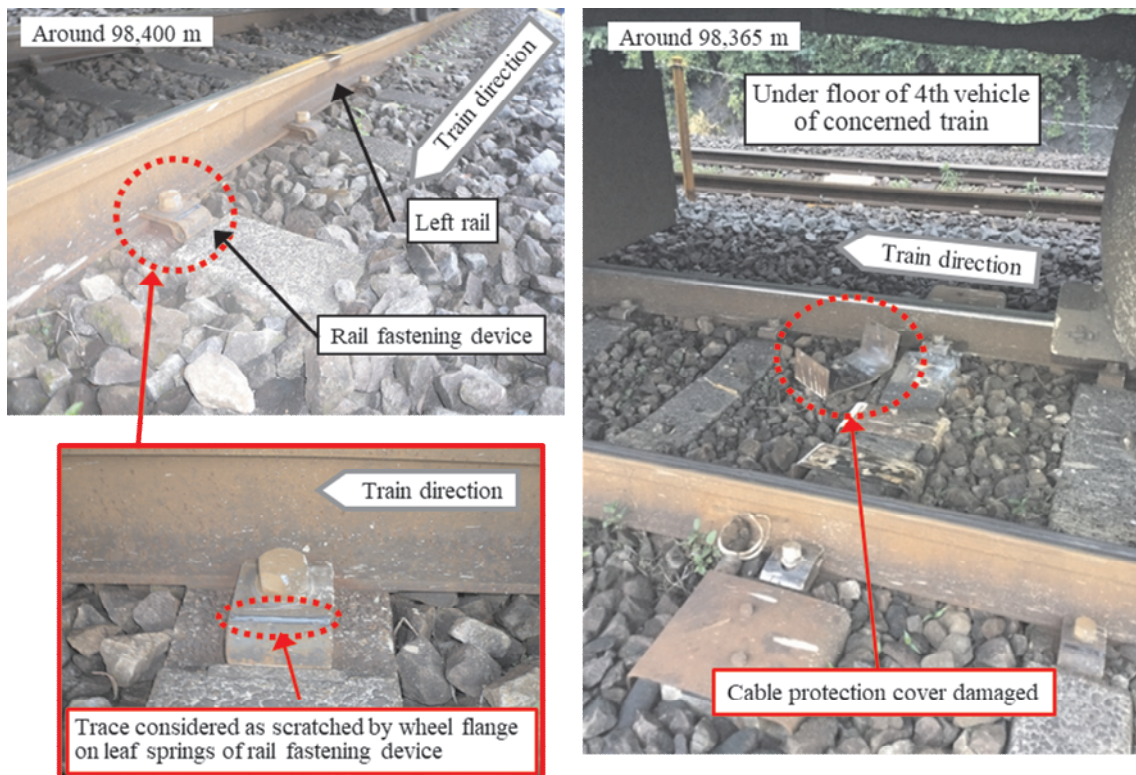 Around 98,400 m
Train direction
Left rail
Rail fastening device
Train direction
Trace considered as scratched by wheel flange
on leaf springs of rail fastening device
Around 98,365 m
Under floor of 4th vehicle
of concerned train
Train direction
Cable protection cover damaged